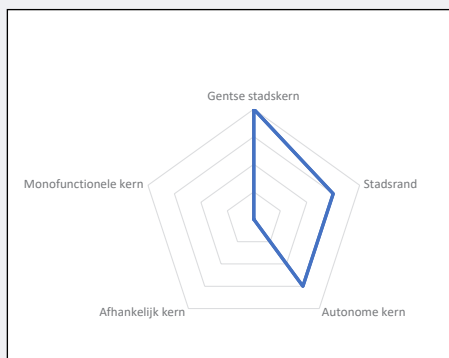 Gentse stadskern
Monofunctionele kern
Stadsrand
Afhankelijk kern
Autonome kern